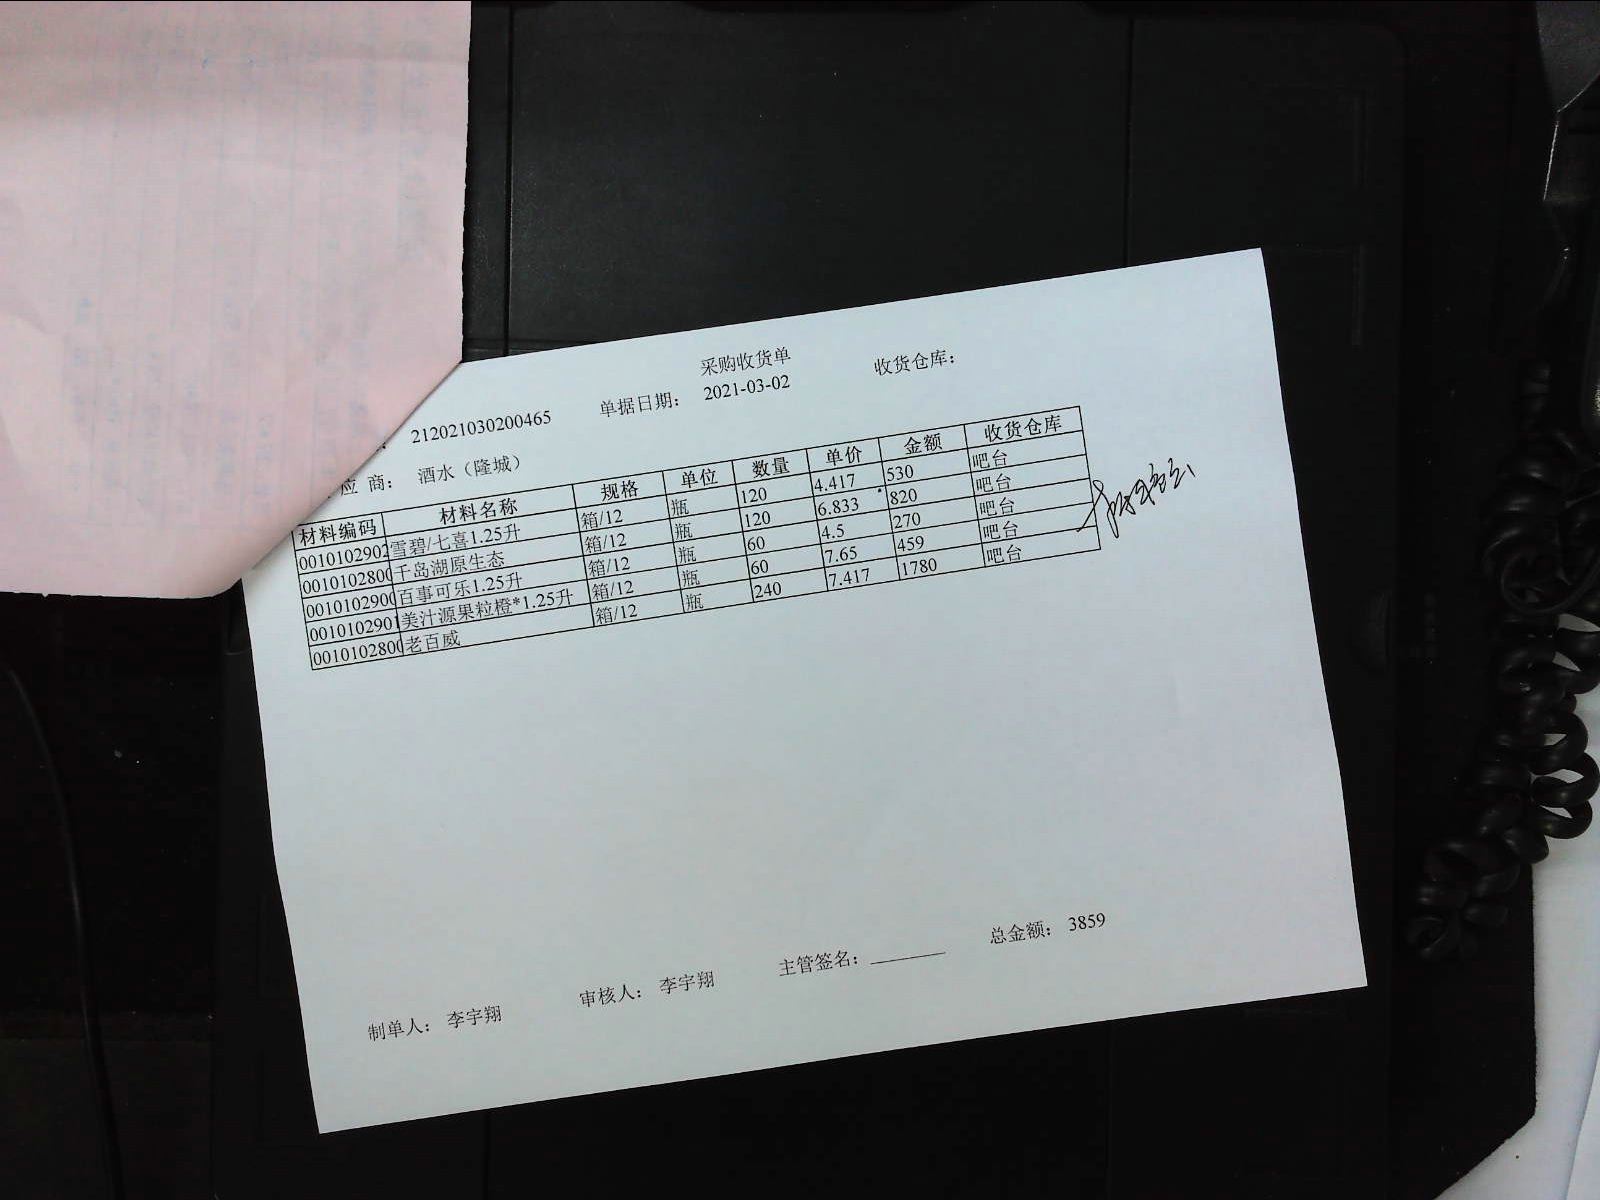 采购收货单
212021030200465 单据日期： 2021-03-02 收货仓库：
应 商： 酒水（隆城）
材料编码 材料名称 规格 单位 数量 单价 金额 收货仓库
0010102902 雪碧/七喜1.25升 箱/12 瓶 120 4.417 530 吧台
001010280 千岛湖原生态 箱/12 瓶 120 6.833 820 吧台
001010290 百事可乐1.25升 箱/12 瓶 60 4.5 270 吧台
001010290 美汁源果粒橙*1.25升 箱/12 瓶 60 7.65 459 吧台
001010280 老百威 箱/12 瓶 240 7.417 1780 吧台
制单人： 李宇翔 审核人： 李宇翔 主管签名： 总金额： 3859